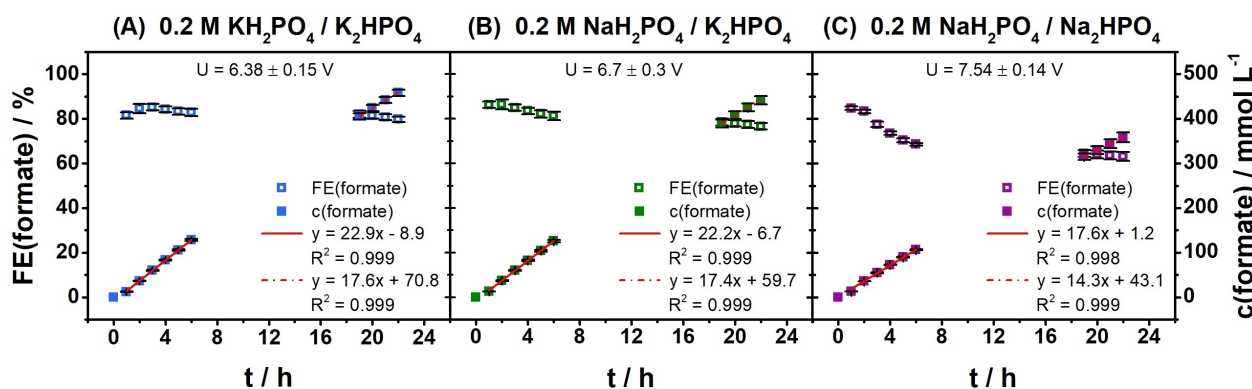 (A) 0.2 M KH₂PO₄ / K₂HPO₄
(B) 0.2 M NaH₂PO₄ / K₂HPO₄
(C) 0.2 M NaH₂PO₄ / Na₂HPO₄
FE(formate) / %
100
80
60
40
20
0
U = 6.38 ± 0.15 V
FE(formate)
c(formate)
y = 22.9x - 8.9
R² = 0.999
y = 17.6x + 70.8
R² = 0.999
0 4 8 12 16 20 24
t / h
U = 6.7 ± 0.3 V
FE(formate)
c(formate)
y = 22.2x - 6.7
R² = 0.999
y = 17.4x + 59.7
R² = 0.999
0 4 8 12 16 20 24
t / h
U = 7.54 ± 0.14 V
FE(formate)
c(formate)
y = 17.6x + 1.2
R² = 0.998
y = 14.3x + 43.1
R² = 0.999
0 4 8 12 16 20 24
t / h
500
400
300
200
100
0
c(formate) / mmol L⁻¹